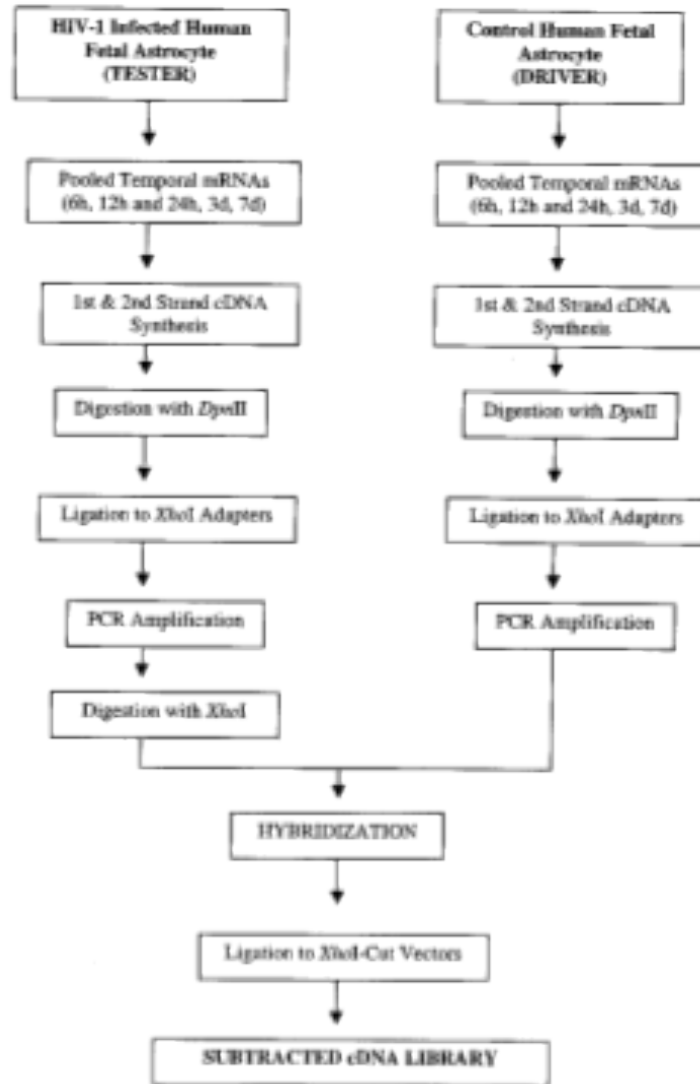 HIV-1 Infected Human
Fetal Astrocyte
(TESTER)
Pooled Temporal mRNAs
(6h, 12h and 24h, 3d, 7d)
1st & 2nd Strand cDNA
Synthesis
Digestion with DpnII
Ligation to XhoI Adapters
PCR Amplification
Digestion with XhoI
Control Human Fetal
Astrocyte
(DRIVER)
Pooled Temporal mRNAs
(6h, 12h and 24h, 3d, 7d)
1st & 2nd Strand cDNA
Synthesis
Digestion with DpnII
Ligation to XhoI Adapters
PCR Amplification
HYBRIDIZATION
Ligation to XhoI-Cut Vectors
SUBTRACTED cDNA LIBRARY